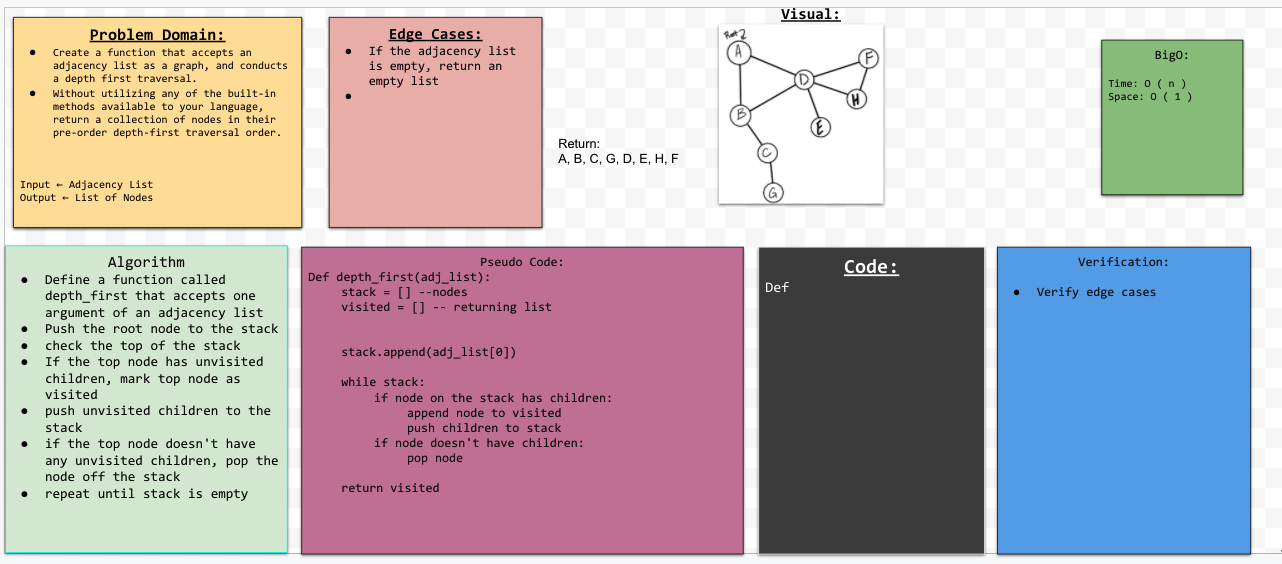 Problem Domain:
● Create a function that accepts an
adjacency list as a graph, and conducts
a depth first traversal.
● Without utilizing any of the built-in
methods available to your language,
return a collection of nodes in their
pre-order depth-first traversal order.
Input ← Adjacency List
Output ← List of Nodes
Edge Cases:
● If the adjacency list
is empty, return an
empty list
●
Return:
A, B, C, G, D, E, H, F
Visual:
A
F
D
H
B
E
C
G
BigO:
Time: O ( n )
Space: O ( 1 )
Algorithm
● Define a function called
depth_first that accepts one
argument of an adjacency list
● Push the root node to the stack
● check the top of the stack
● If the top node has unvisited
children, mark top node as
visited
● push unvisited children to the
stack
● if the top node doesn't have
any unvisited children, pop the
node off the stack
● repeat until stack is empty
Pseudo Code:
Def depth_first(adj_list):
stack = [] --nodes
visited = [] -- returning list
stack.append(adj_list[0])
while stack:
if node on the stack has children:
append node to visited
push children to stack
if node doesn't have children:
pop node
return visited
Code:
Def
Verification:
● Verify edge cases